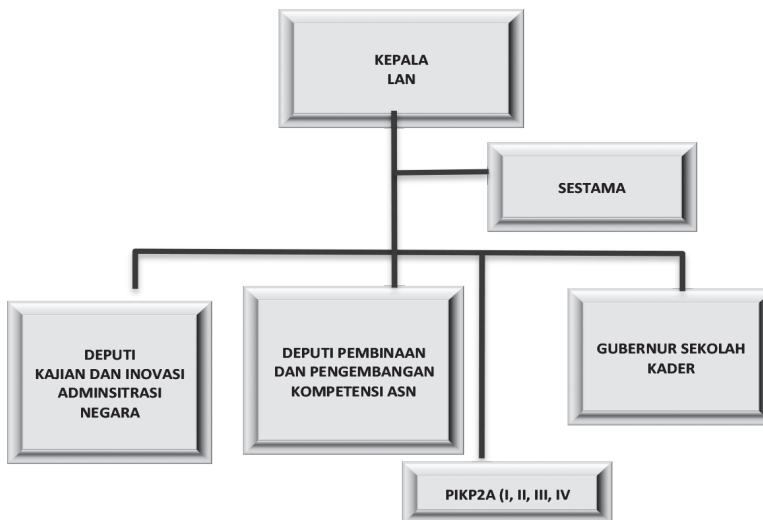 KEPALA
LAN
SESTAMA
DEPUTI
KAJIAN DAN INOVASI
ADMINSITRASI
NEGARA
DEPUTI PEMBINAAN
DAN PENGEMBANGAN
KOMPETENSI ASN
GUBERNUR SEKOLAH
KADER
PIKP2A (I, II, III, IV